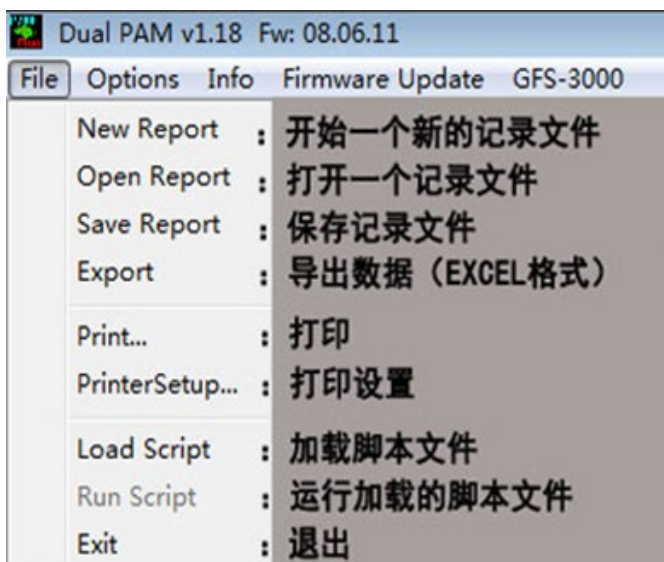 Dual PAM v1.18 Fw: 08.06.11
File Options Info Firmware Update GFS-3000
New Report : 开始一个新的记录文件
Open Report : 打开一个记录文件
Save Report : 保存记录文件
Export : 导出数据（EXCEL格式）
Print... : 打印
PrinterSetup... : 打印设置
Load Script : 加载脚本文件
Run Script : 运行加载的脚本文件
Exit : 退出